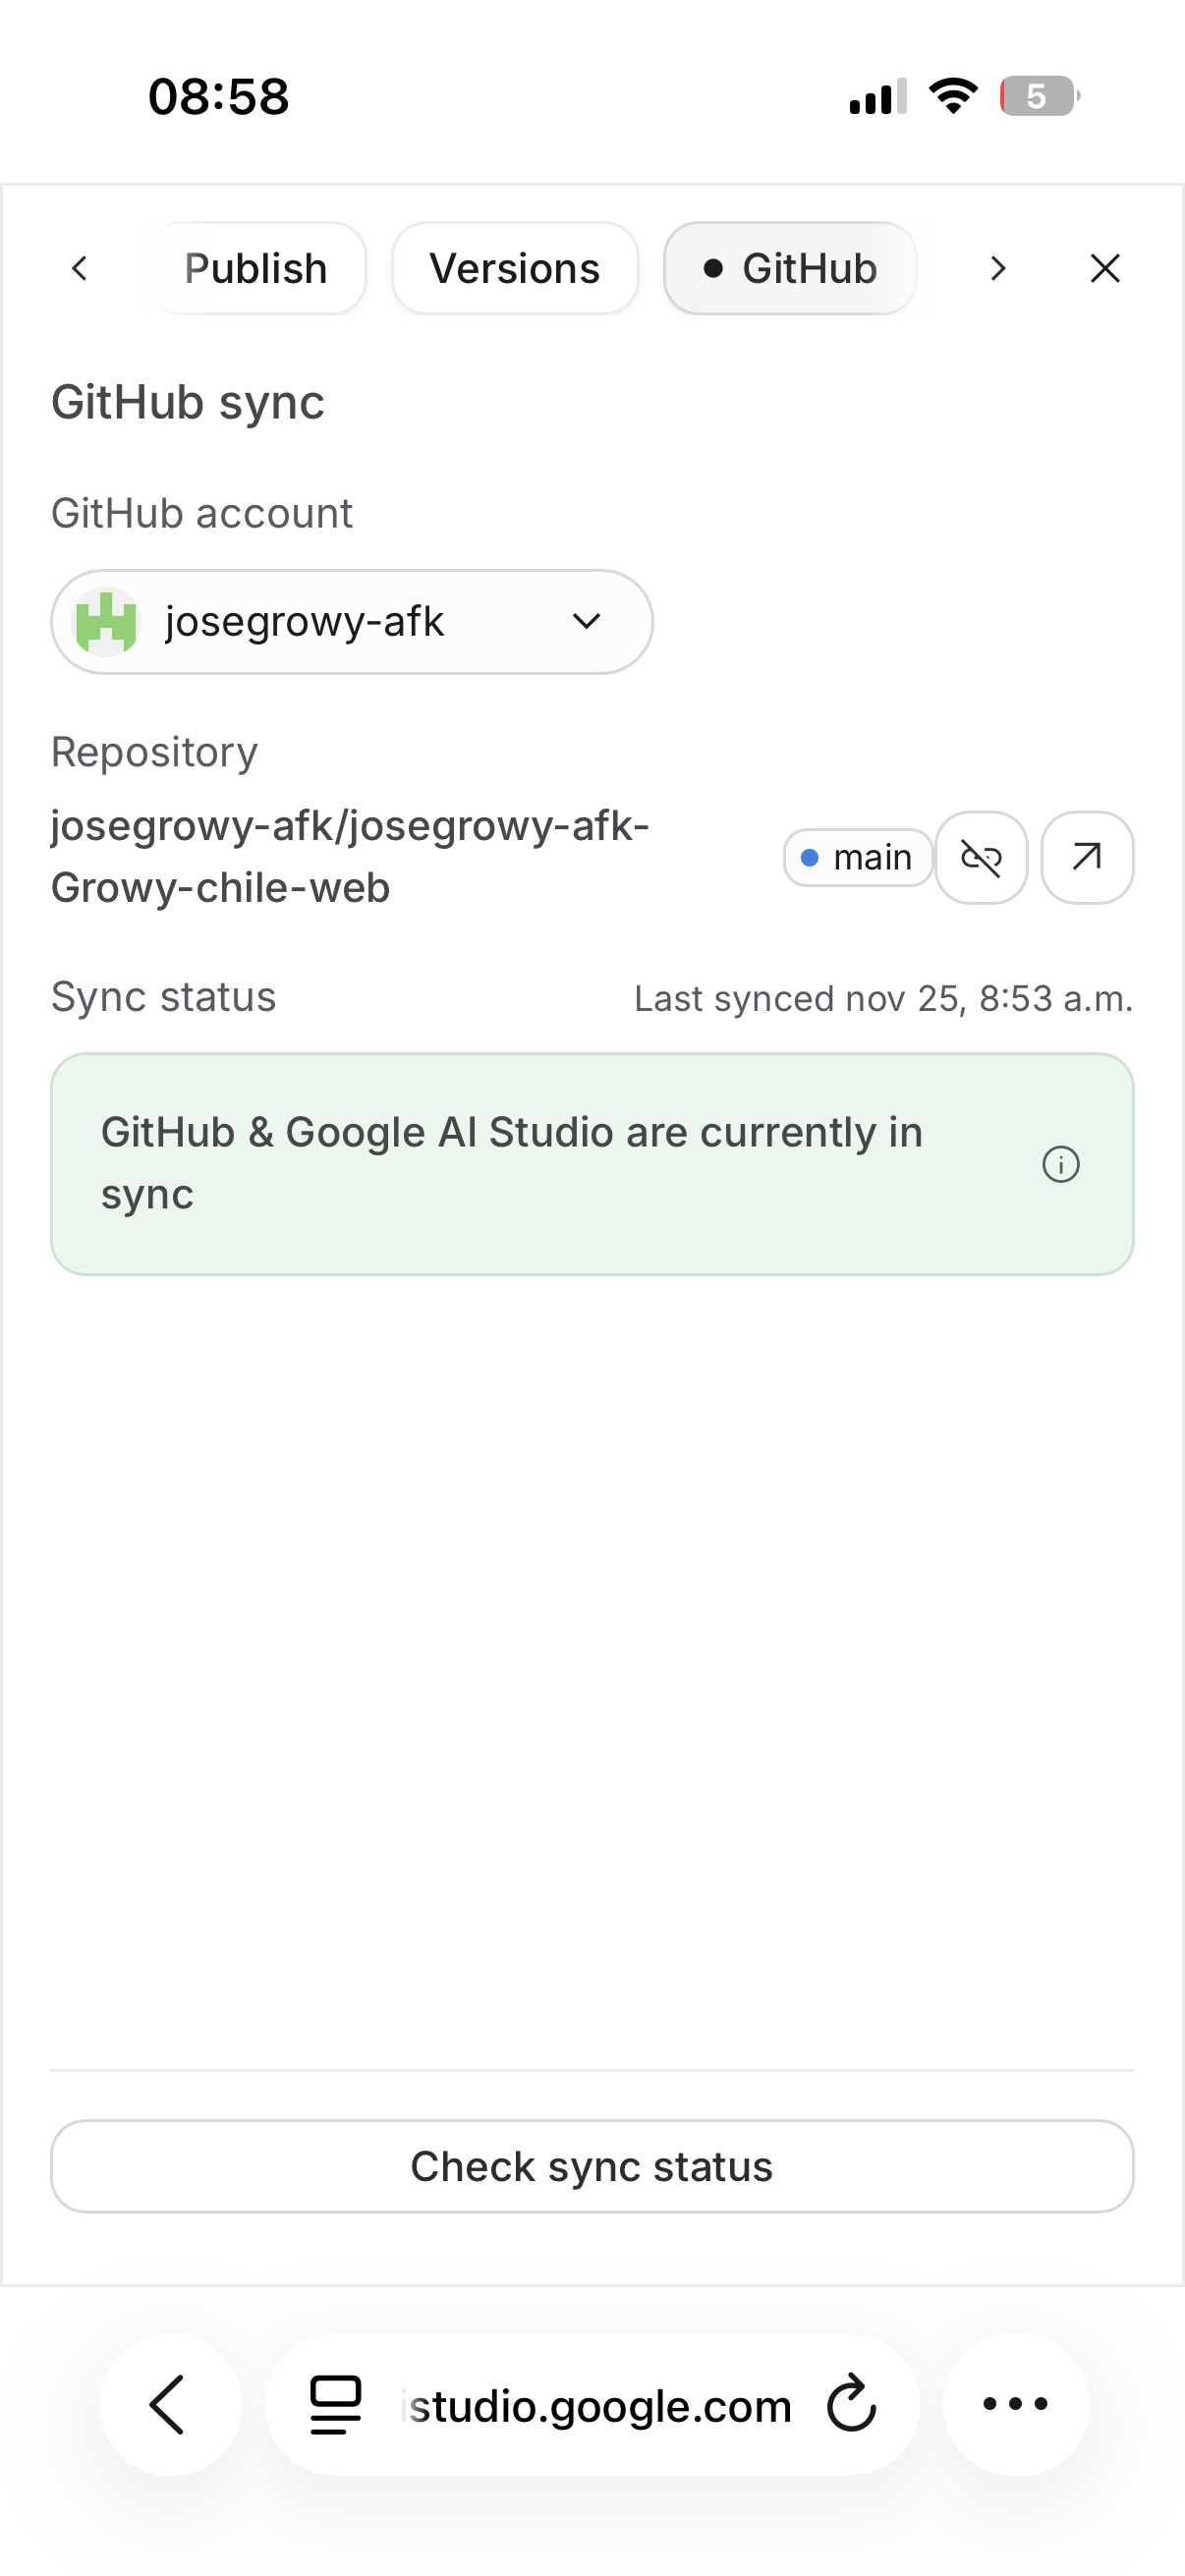 08:58
5
Publish
Versions
GitHub
GitHub sync
GitHub account
josegrowy-afk
Repository
josegrowy-afk/josegrowy-afk-
Growy-chile-web
main
Sync status
Last synced nov 25, 8:53 a.m.
GitHub & Google AI Studio are currently in
sync
Check sync status
istudio.google.com